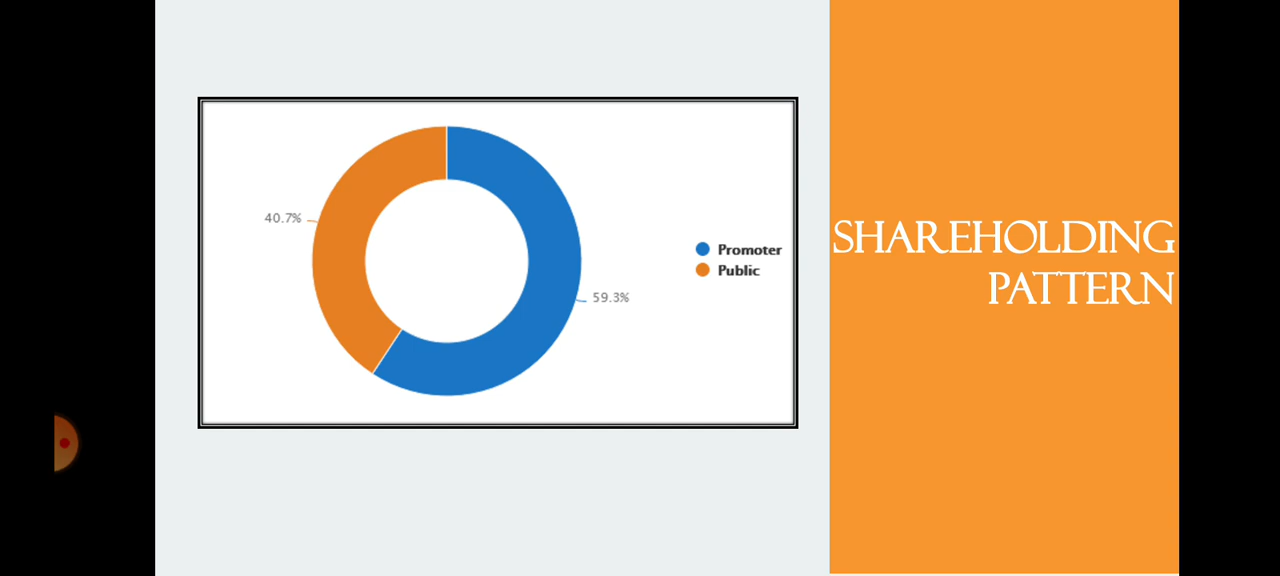 40.7%
59.3%
Promoter
Public
SHAREHOLDING
PATTERN